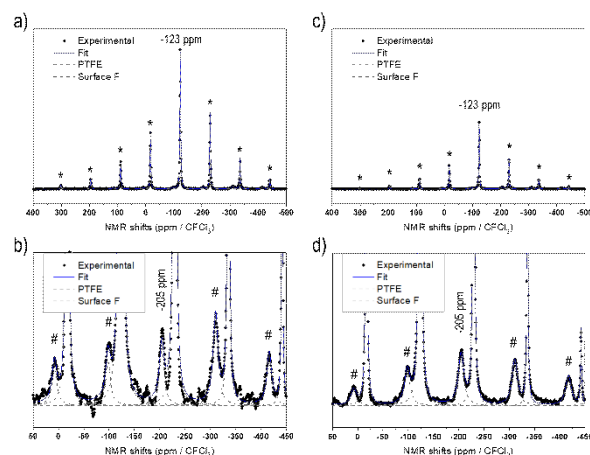 a)
-123 ppm
Experimental
Fit
PTFE
Surface F
* * * * * * *
400 300 200 100 0 -100 -200 -300 -400 -500
NMR shifts (ppm / CFCl3)
c)
-123 ppm
Experimental
Fit
PTFE
Surface F
* * * * * * *
400 300 200 100 0 -100 -200 -300 -400 -500
NMR shifts (ppm / CFCl3)
b)
Experimental
Fit
PTFE
Surface F
-205 ppm
# # # #
50 0 -50 -100 -150 -200 -250 -300 -350 -400 -450
NMR shifts (ppm / CFCl3)
d)
Experimental
Fit
PTFE
Surface F
-205 ppm
# # # #
50 0 -50 -100 -150 -200 -250 -300 -350 -400 -450
NMR shifts (ppm / CFCl3)